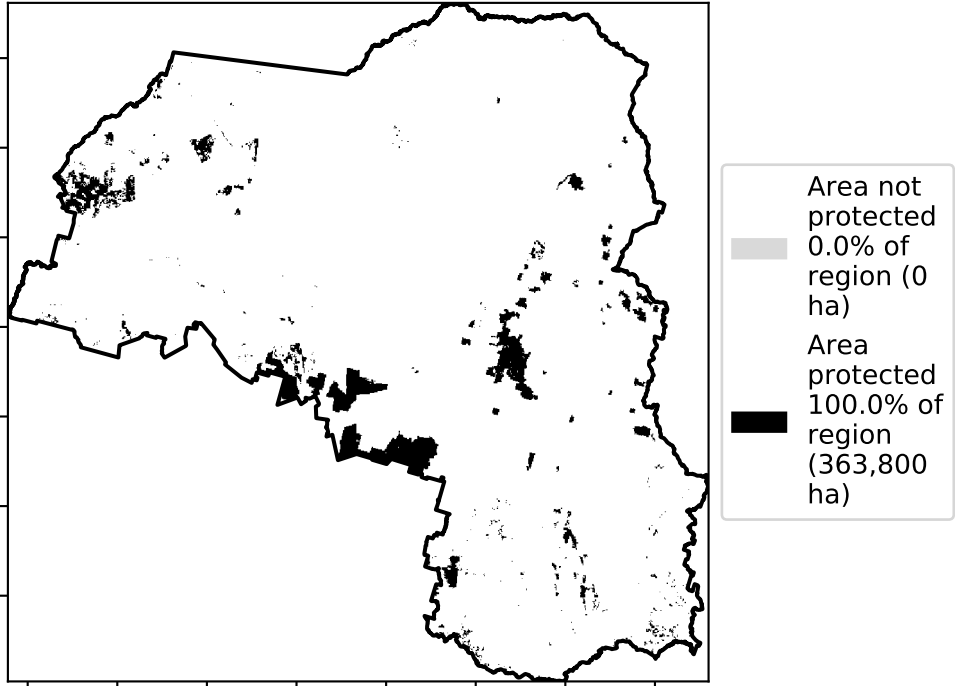 Area not
protected
0.0% of
region (0
ha)
Area
protected
100.0% of
region
(363,800
ha)